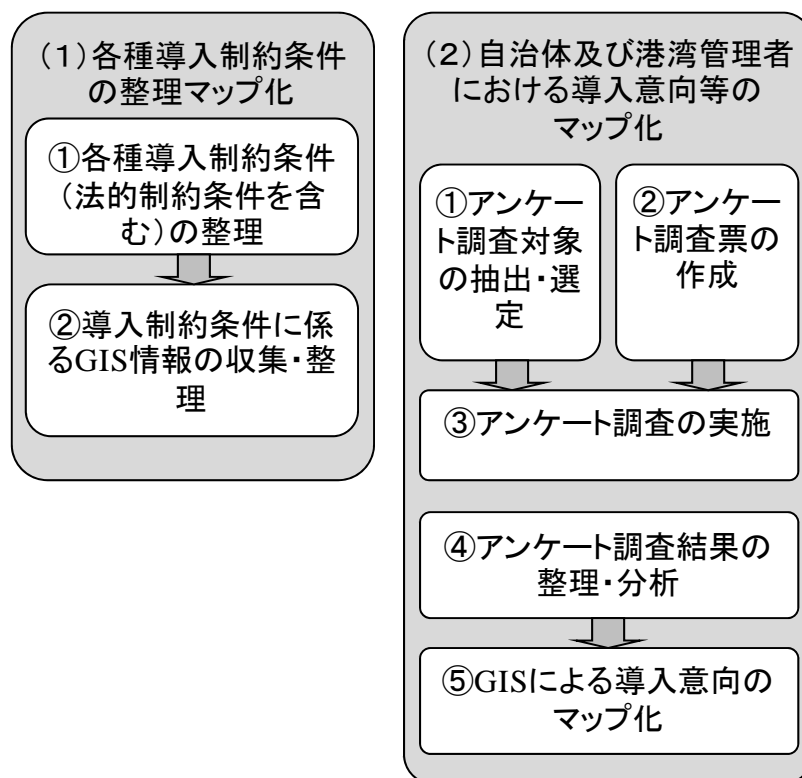 （１）各種導入制約条件
の整理マップ化
①各種導入制約条件
（法的制約条件を含
む）の整理
②導入制約条件に係
るGIS情報の収集・整
理
（２）自治体及び港湾管理者
における導入意向等の
マップ化
①アンケー
ト調査対象
の抽出・選
定
②アンケー
ト調査票の
作成
③アンケート調査の実施
④アンケート調査結果の
整理・分析
⑤GISによる導入意向の
マップ化